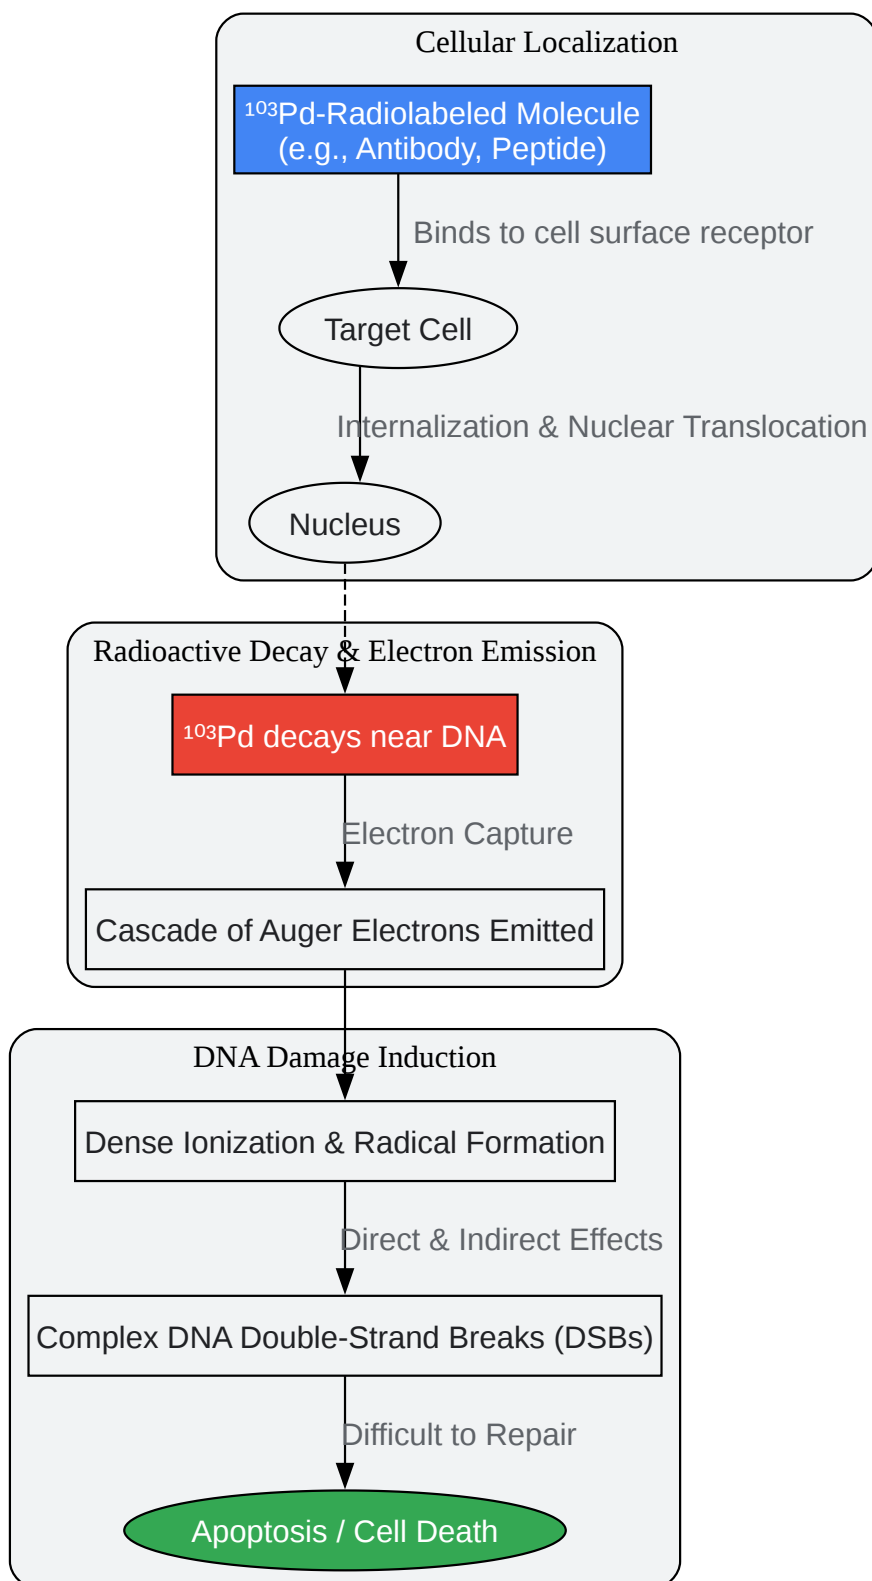 Cellular Localization
¹⁰³Pd-Radiolabeled Molecule
(e.g., Antibody, Peptide)
Binds to cell surface receptor
Target Cell
Internalization & Nuclear Translocation
Nucleus
Radioactive Decay & Electron Emission
¹⁰³Pd decays near DNA
Electron Capture
Cascade of Auger Electrons Emitted
DNA Damage Induction
Dense Ionization & Radical Formation
Direct & Indirect Effects
Complex DNA Double-Strand Breaks (DSBs)
Difficult to Repair
Apoptosis / Cell Death